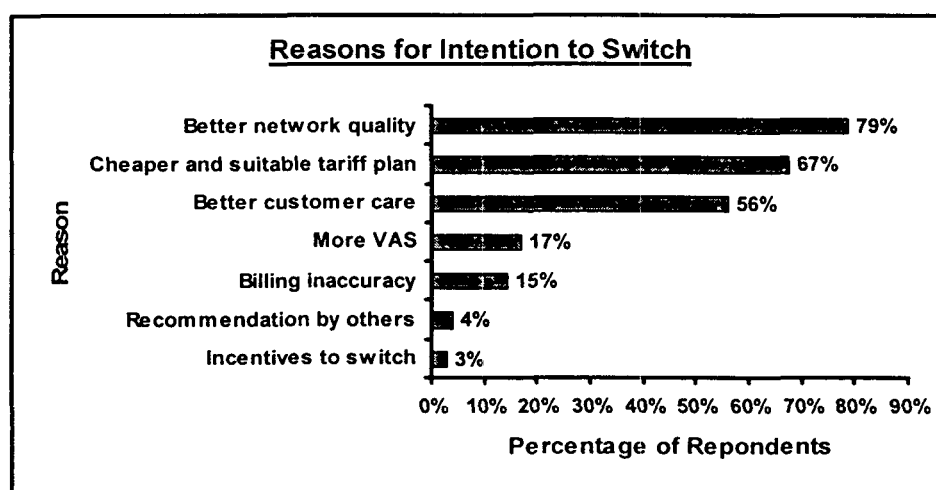 Reasons for Intention to Switch
Reason
Better network quality 79%
Cheaper and suitable tariff plan 67%
Better customer care 56%
More VAS 17%
Billing inaccuracy 15%
Recommendation by others 4%
Incentives to switch 3%
0% 10% 20% 30% 40% 50% 60% 70% 80% 90%
Percentage of Repondents